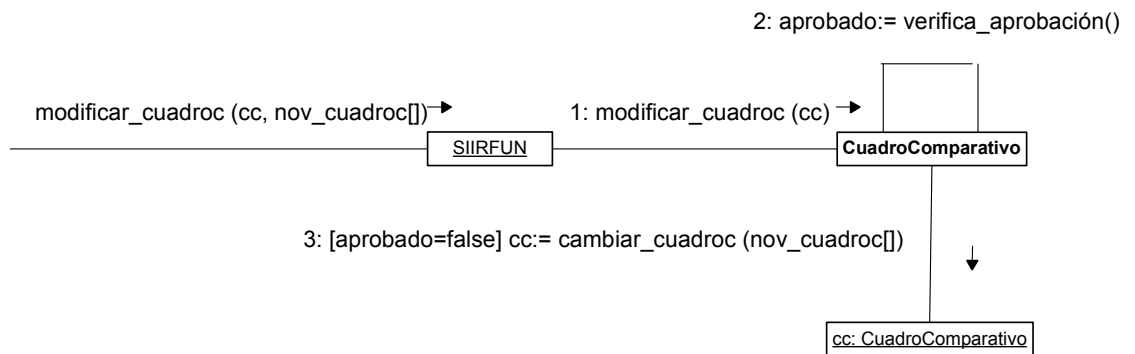 2: aprobado:= verifica_aprobación()
modificar_cuadroc (cc, nov_cuadroc[])
1: modificar_cuadroc (cc)
SIIRFUN
CuadroComparativo
3: [aprobado=false] cc:= cambiar_cuadroc (nov_cuadroc[])
cc: CuadroComparativo